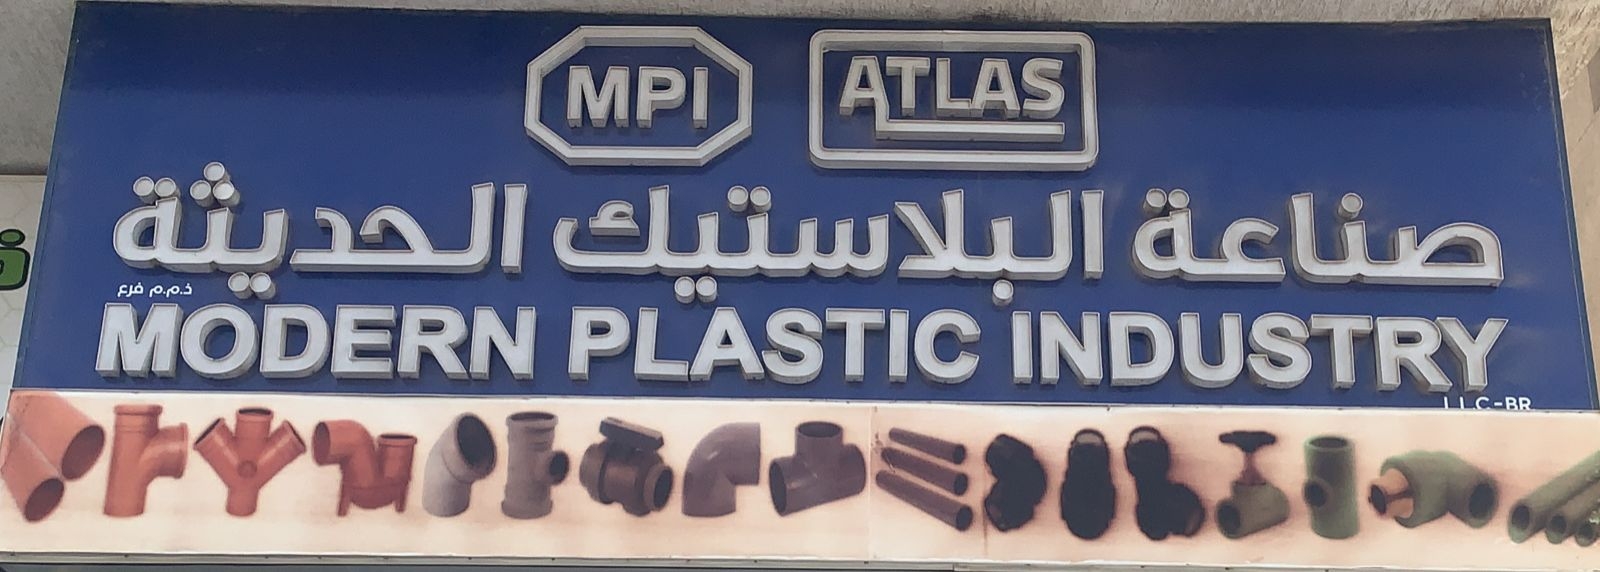 MPI ATLAS
صناعة البلاستيك الحديثة
ذ.م.م فرع
MODERN PLASTIC INDUSTRY
LLC-BR